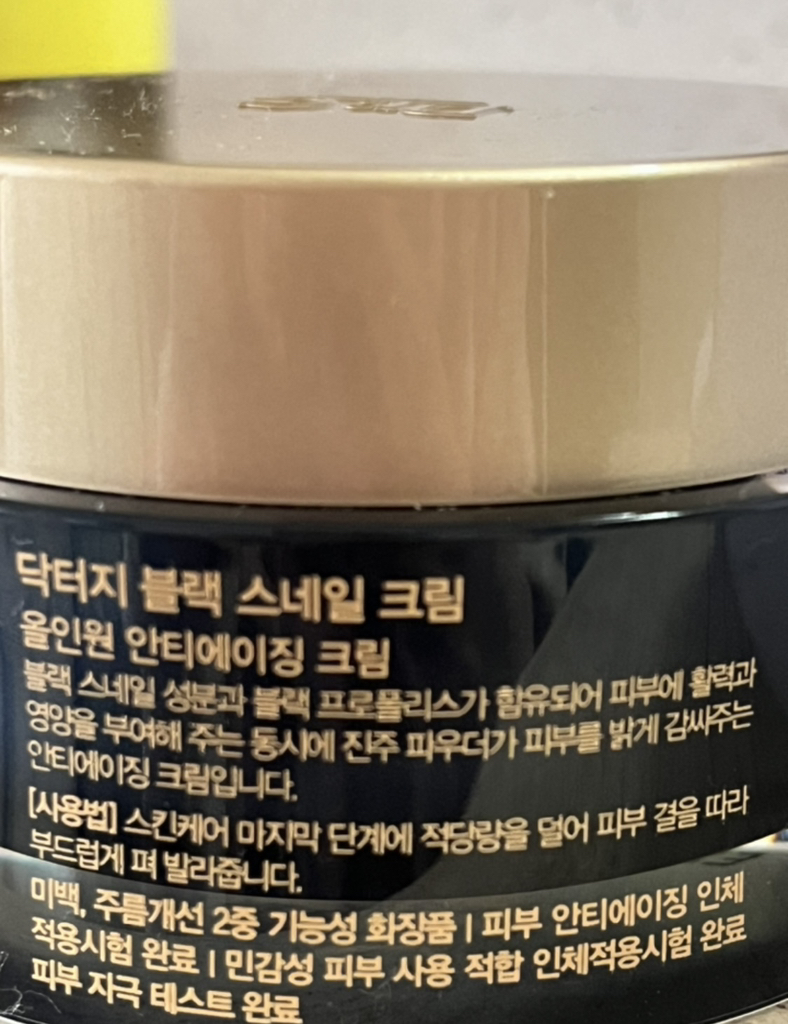 닥터지 블랙 스네일 크림
올인원 안티에이징 크림
블랙 스네일 성분과 블랙 프로폴리스가 함유되어 피부에 활력과
영양을 부여해 주는 동시에 진주 파우더가 피부를 밝게 감싸주는
안티에이징 크림입니다.
[사용법] 스킨케어 마지막 단계에 적당량을 덜어 피부 결을 따라
부드럽게 펴 발라줍니다.
미백, 주름개선 2중 기능성 화장품 | 피부 안티에이징 인체
적용시험 완료 | 민감성 피부 사용 적합 인체적용시험 완료
피부 자극 테스트 완료